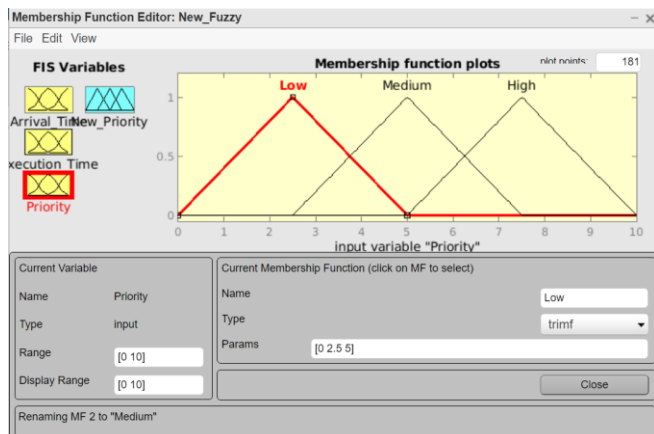 Membership Function Editor: New_Fuzzy
File Edit View
FIS Variables
Membership function plots
plot points: 181
Low Medium High
Arrival_Time New_Priority
xecution Time
Priority
1
0.5
0
0 1 2 3 4 5 6 7 8 9 10
input variable "Priority"
Current Variable
Name Priority
Type input
Range [0 10]
Display Range [0 10]
Current Membership Function (click on MF to select)
Name Low
Type trimf
Params [0 2.5 5]
Close
Renaming MF 2 to "Medium"